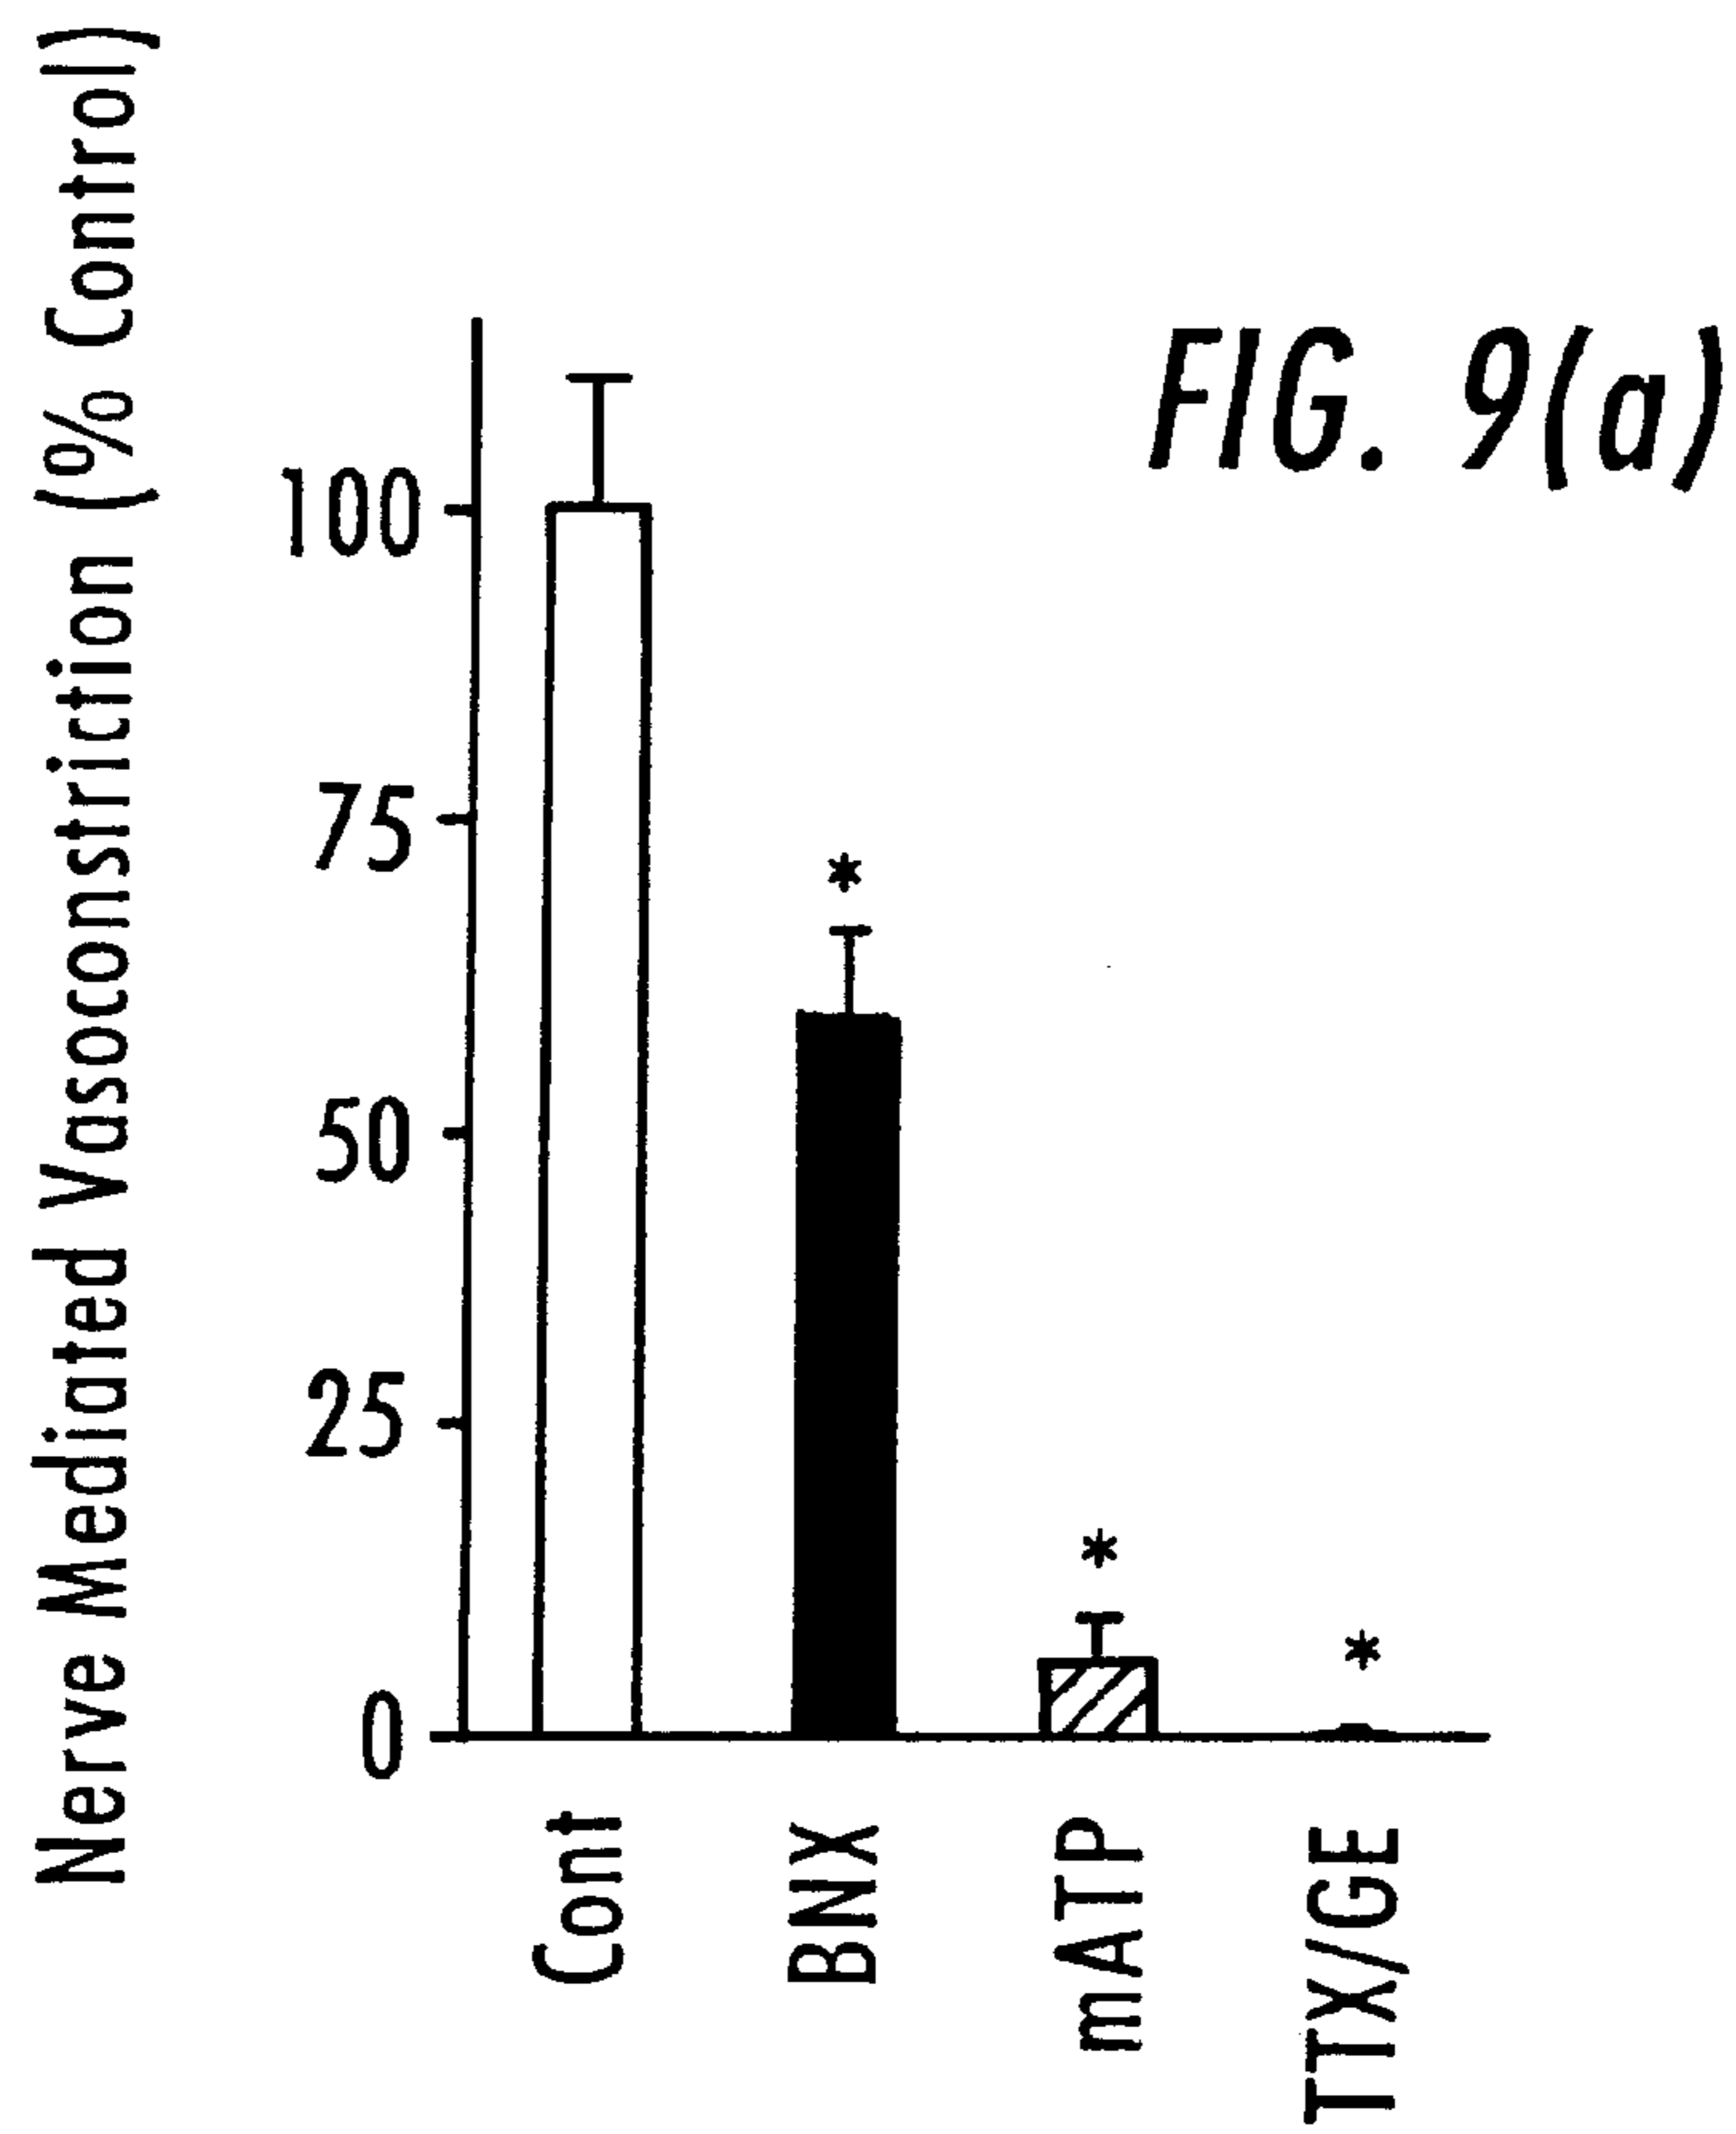 Nerve Mediated Vasoconstriction (% Control)
FIG. 9(a)
100
75
*
50
25
*
*
0
Cont
BNX
mATP
TTX/GE